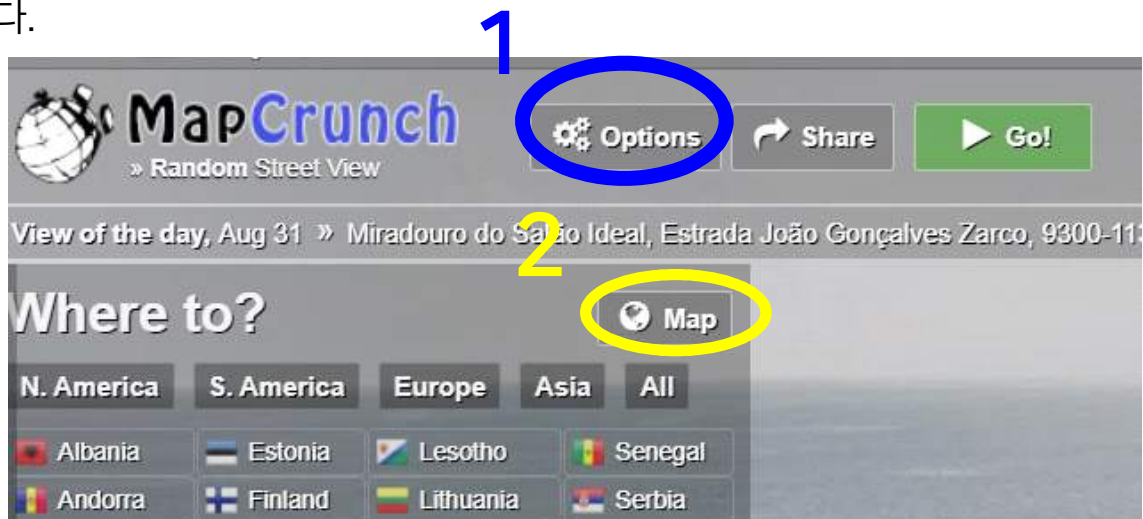 다.
1
MapCrunch
» Random Street View
Options
Share
Go!
View of the day, Aug 31 » Miradouro do Salão Ideal, Estrada João Gonçalves Zarco, 9300-113
2
Where to?
Map
N. America S. America Europe Asia All
Albania Estonia Lesotho Senegal
Andorra Finland Lithuania Serbia